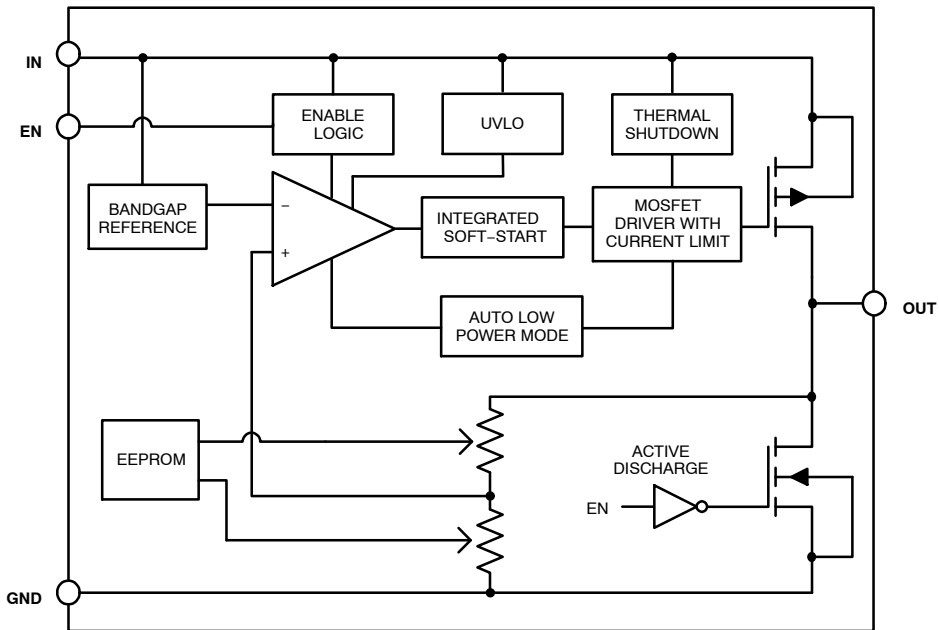 IN
EN
ENABLE
LOGIC
UVLO
THERMAL
SHUTDOWN
BANDGAP
REFERENCE
−
+
INTEGRATED
SOFT−START
MOSFET
DRIVER WITH
CURRENT LIMIT
AUTO LOW
POWER MODE
OUT
EEPROM
ACTIVE
DISCHARGE
EN
GND